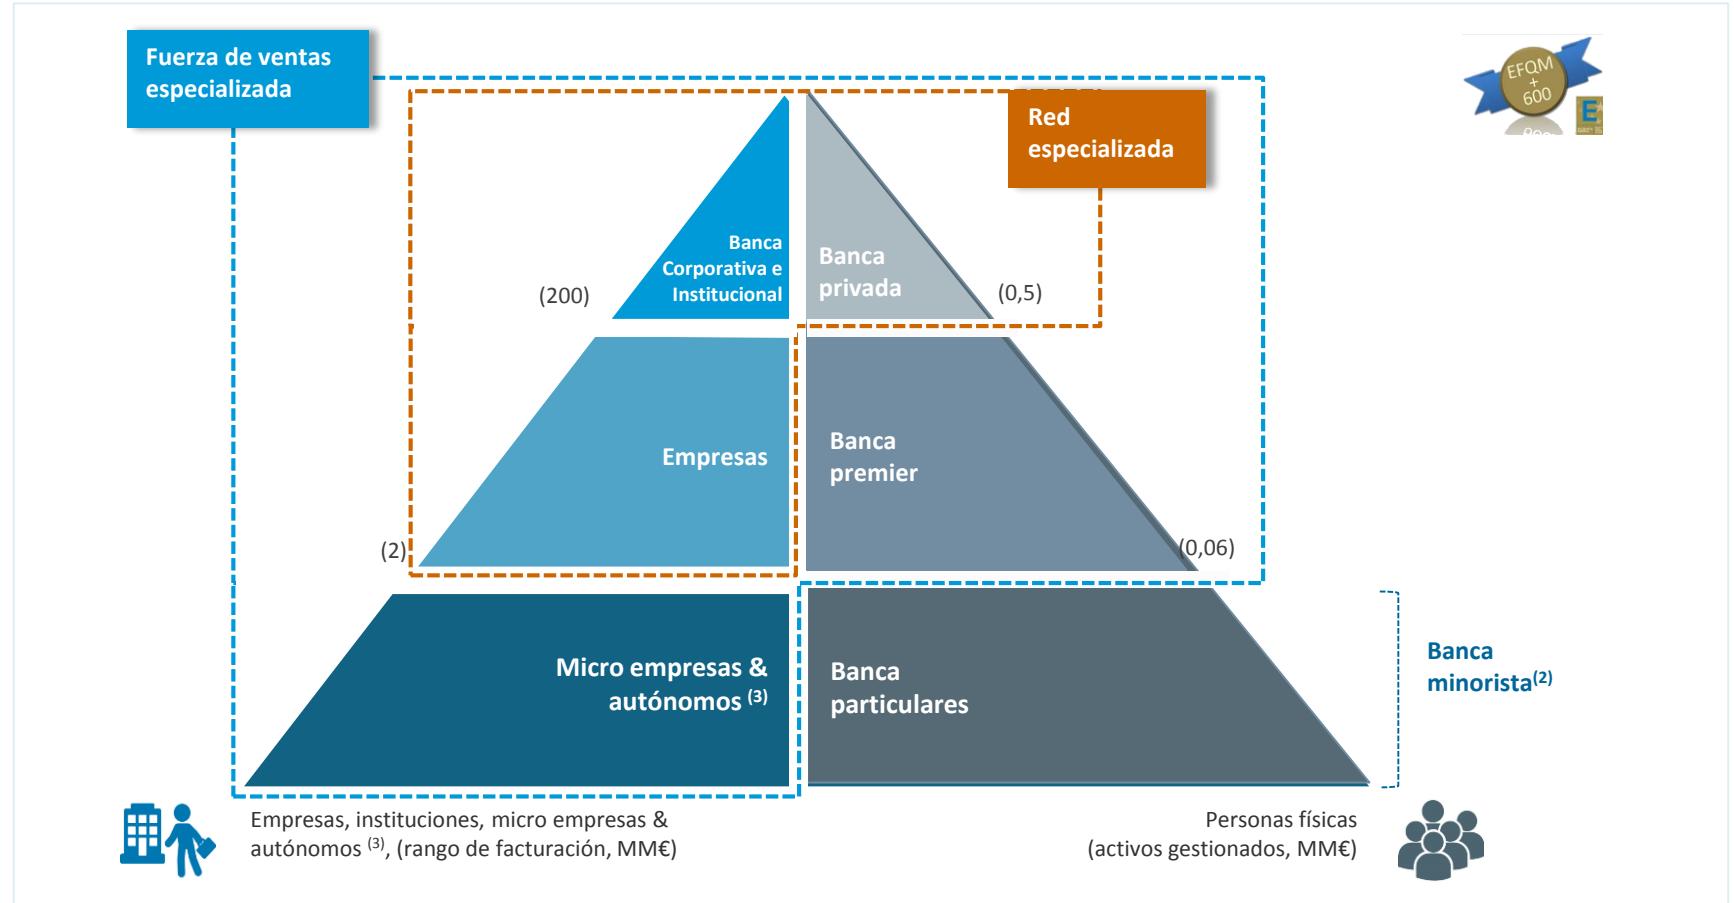 Fuerza de ventas
especializada
EFQM
+
600
E
Red
especializada
Banca
Corporativa e
Institucional
Banca
privada
(200)
(0,5)
Empresas
Banca
premier
(2)
(0,06)
Micro empresas &
autónomos (3)
Banca
particulares
Banca
minorista(2)
Empresas, instituciones, micro empresas &
autónomos (3), (rango de facturación, MM€)
Personas físicas
(activos gestionados, MM€)